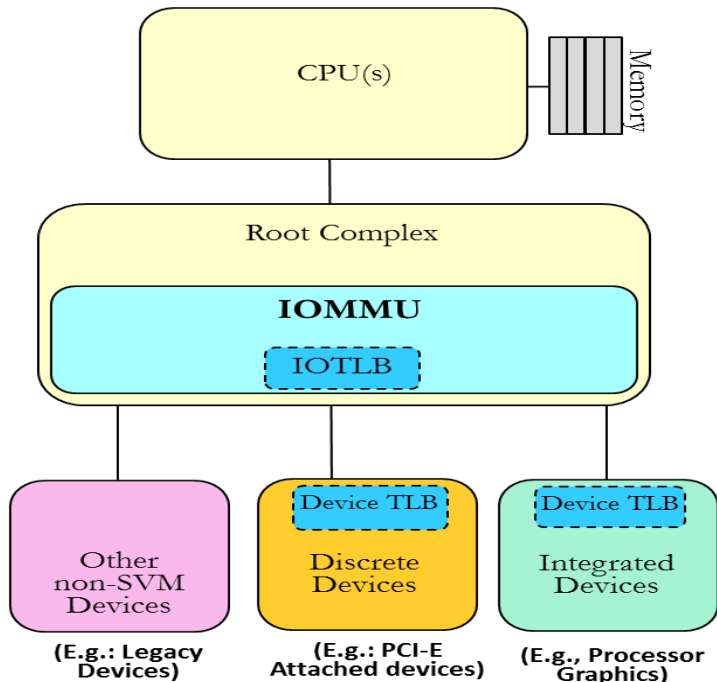 CPU(s)
Memory
Root Complex
IOMMU
IOTLB
Device TLB
Device TLB
Other
non-SVM
Devices
Discrete
Devices
Integrated
Devices
(E.g.: Legacy
Devices)
(E.g.: PCI-E
Attached devices)
(E.g., Processor
Graphics)